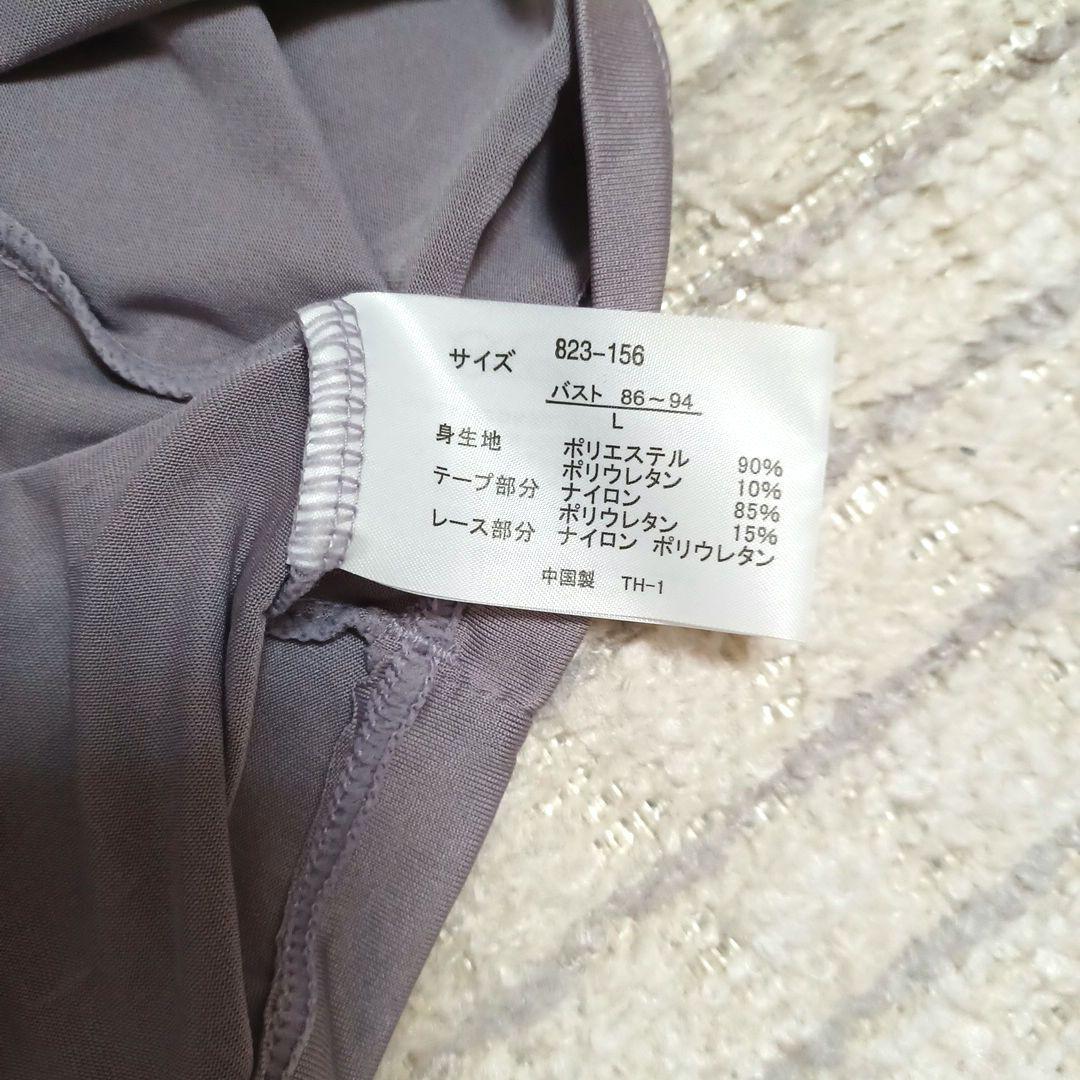 サイズ 823-156
バスト 86～94
L
身生地 ポリエステル 90%
ポリウレタン 10%
テープ部分 ナイロン 85%
ポリウレタン 15%
レース部分 ナイロン ポリウレタン
中国製 TH-1